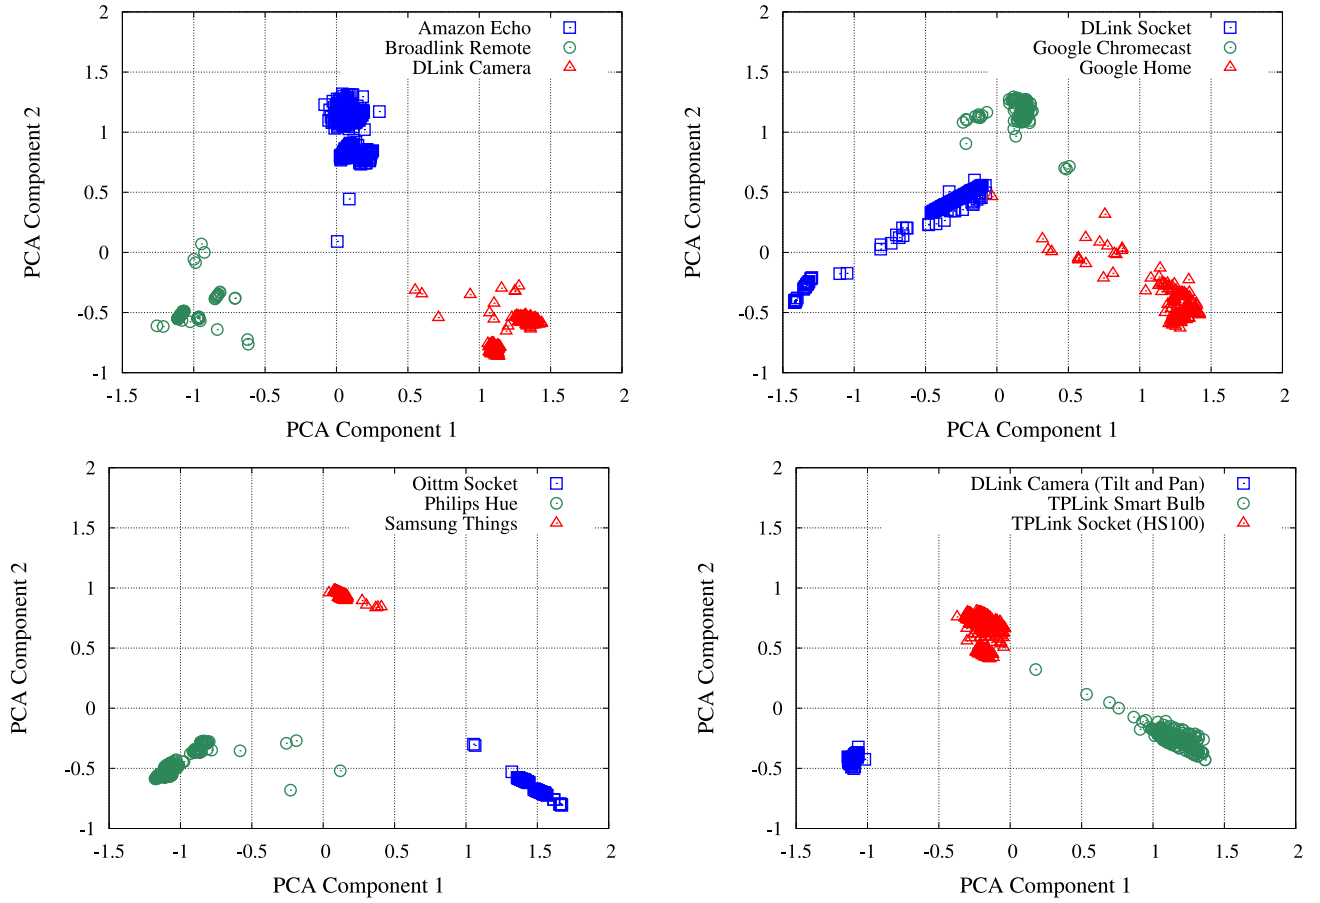 2
1.5
1
0.5
0
-0.5
-1
-1.5 -1 -0.5 0 0.5 1 1.5 2
PCA Component 1
PCA Component 2
Amazon Echo
Broadlink Remote
DLink Camera
2
1.5
1
0.5
0
-0.5
-1
-1.5 -1 -0.5 0 0.5 1 1.5 2
PCA Component 1
PCA Component 2
DLink Socket
Google Chromecast
Google Home
2
1.5
1
0.5
0
-0.5
-1
-1.5 -1 -0.5 0 0.5 1 1.5 2
PCA Component 1
PCA Component 2
Oittm Socket
Philips Hue
Samsung Things
2
1.5
1
0.5
0
-0.5
-1
-1.5 -1 -0.5 0 0.5 1 1.5 2
PCA Component 1
PCA Component 2
DLink Camera (Tilt and Pan)
TPLink Smart Bulb
TPLink Socket (HS100)